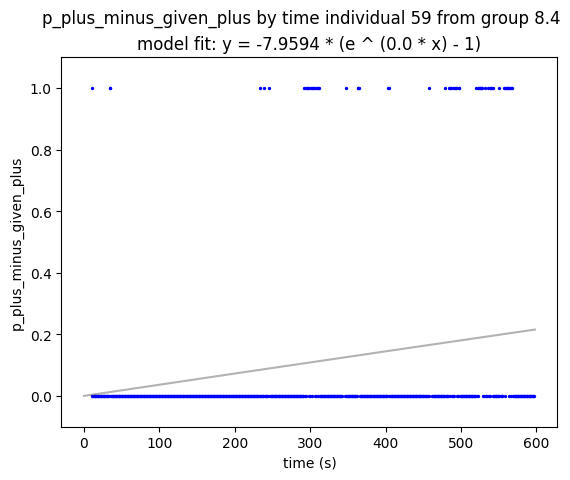 p_plus_minus_given_plus by time individual 59 from group 8.4
model fit: y = -7.9594 * (e ^ (0.0 * x) - 1)
1.0
0.8
0.6
0.4
0.2
0.0
p_plus_minus_given_plus
0 100 200 300 400 500 600
time (s)